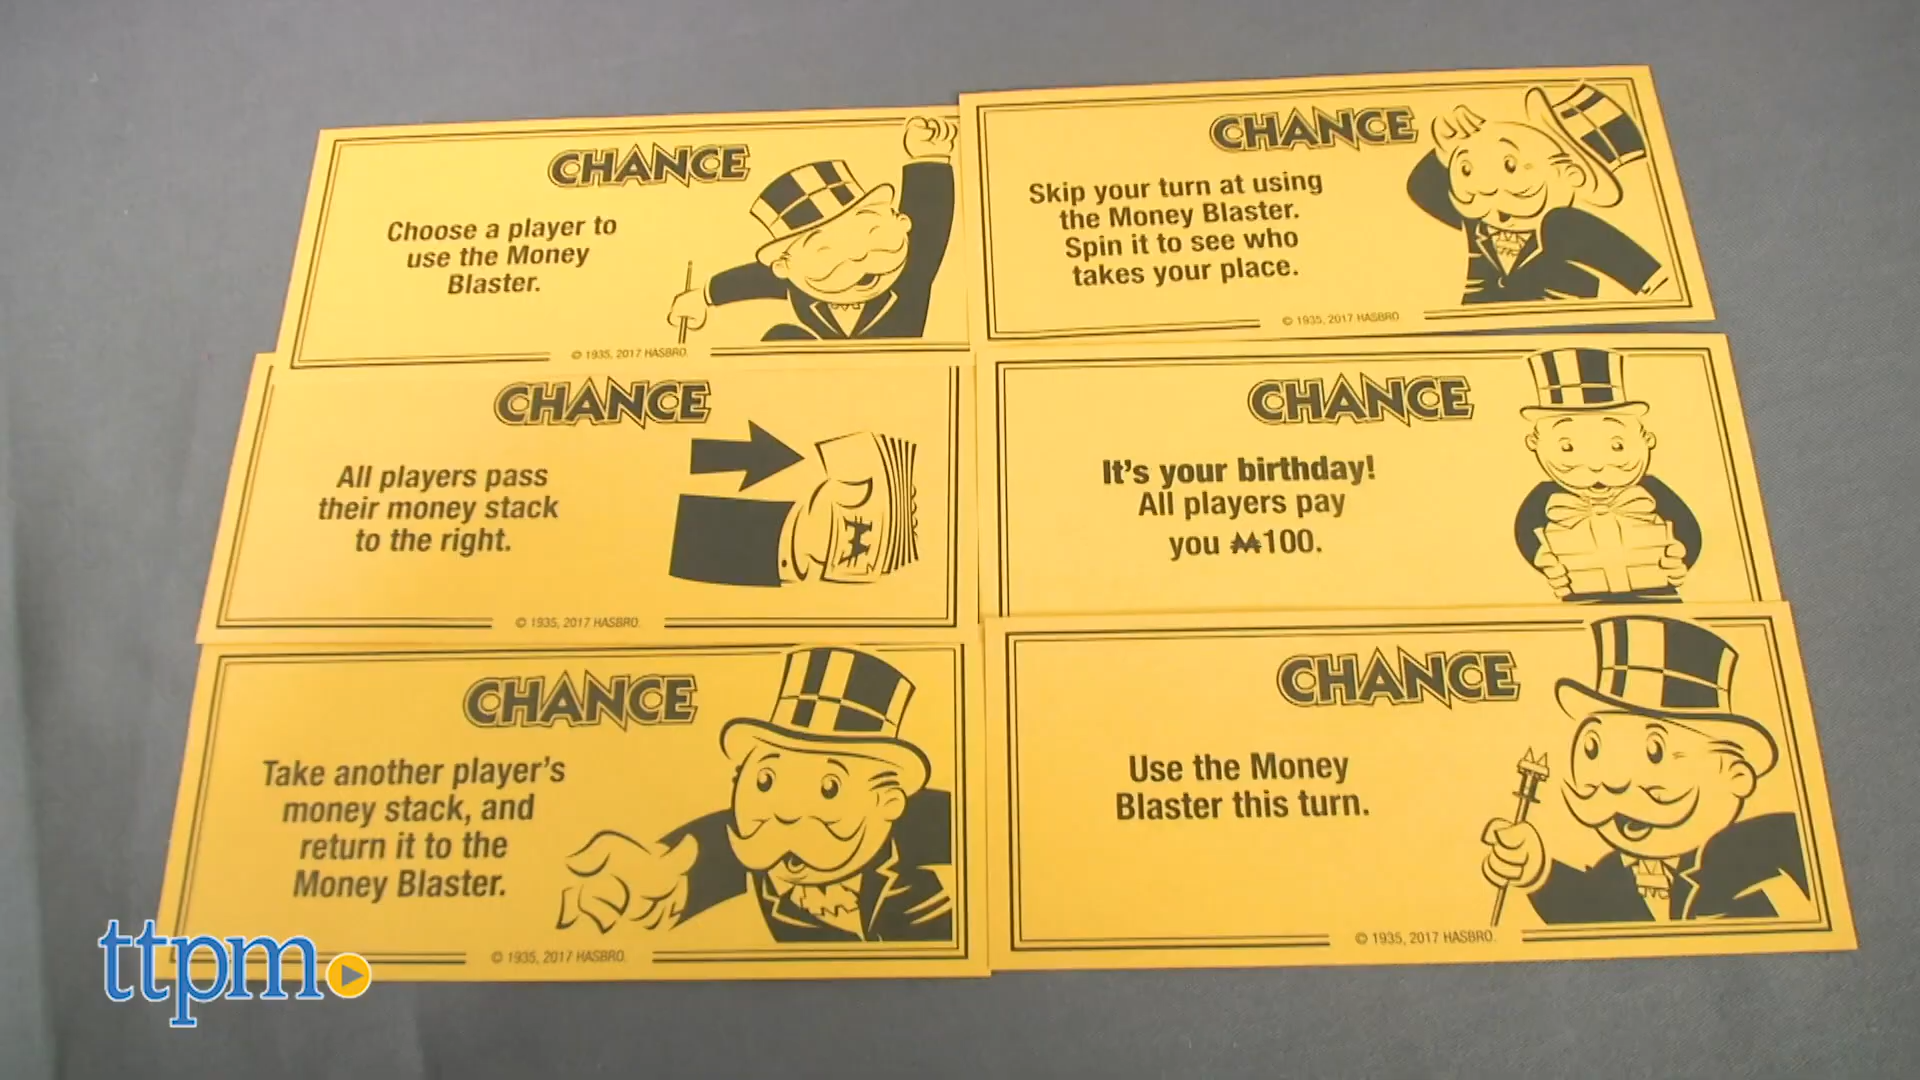 CHANCE
Choose a player to
use the Money
Blaster.
© 1935, 2017 HASBRO.
CHANCE
Skip your turn at using
the Money Blaster.
Spin it to see who
takes your place.
© 1935, 2017 HASBRO
CHANCE
All players pass
their money stack
to the right.
© 1935, 2017 HASBRO.
CHANCE
It's your birthday!
All players pay
you M100.
CHANCE
Take another player's
money stack, and
return it to the
Money Blaster.
© 1935, 2017 HASBRO.
CHANCE
Use the Money
Blaster this turn.
© 1935, 2017 HASBRO.
ttpm